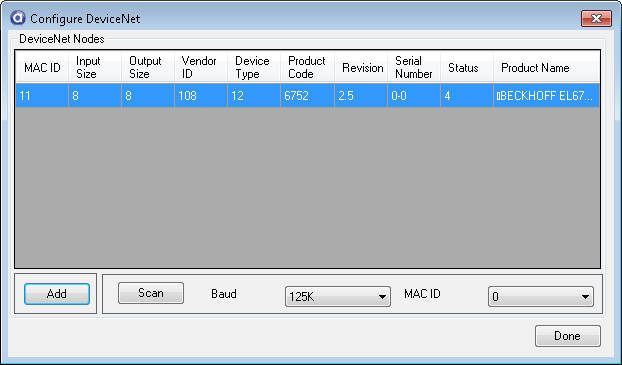 Configure DeviceNet
DeviceNet Nodes
MAC ID Input Size Output Size Vendor ID Device Type Product Code Revision Serial Number Status Product Name
11 8 8 108 12 6752 2.5 0-0 4 BECKHOFF EL67...
Add Scan Baud 125K MAC ID 0
Done